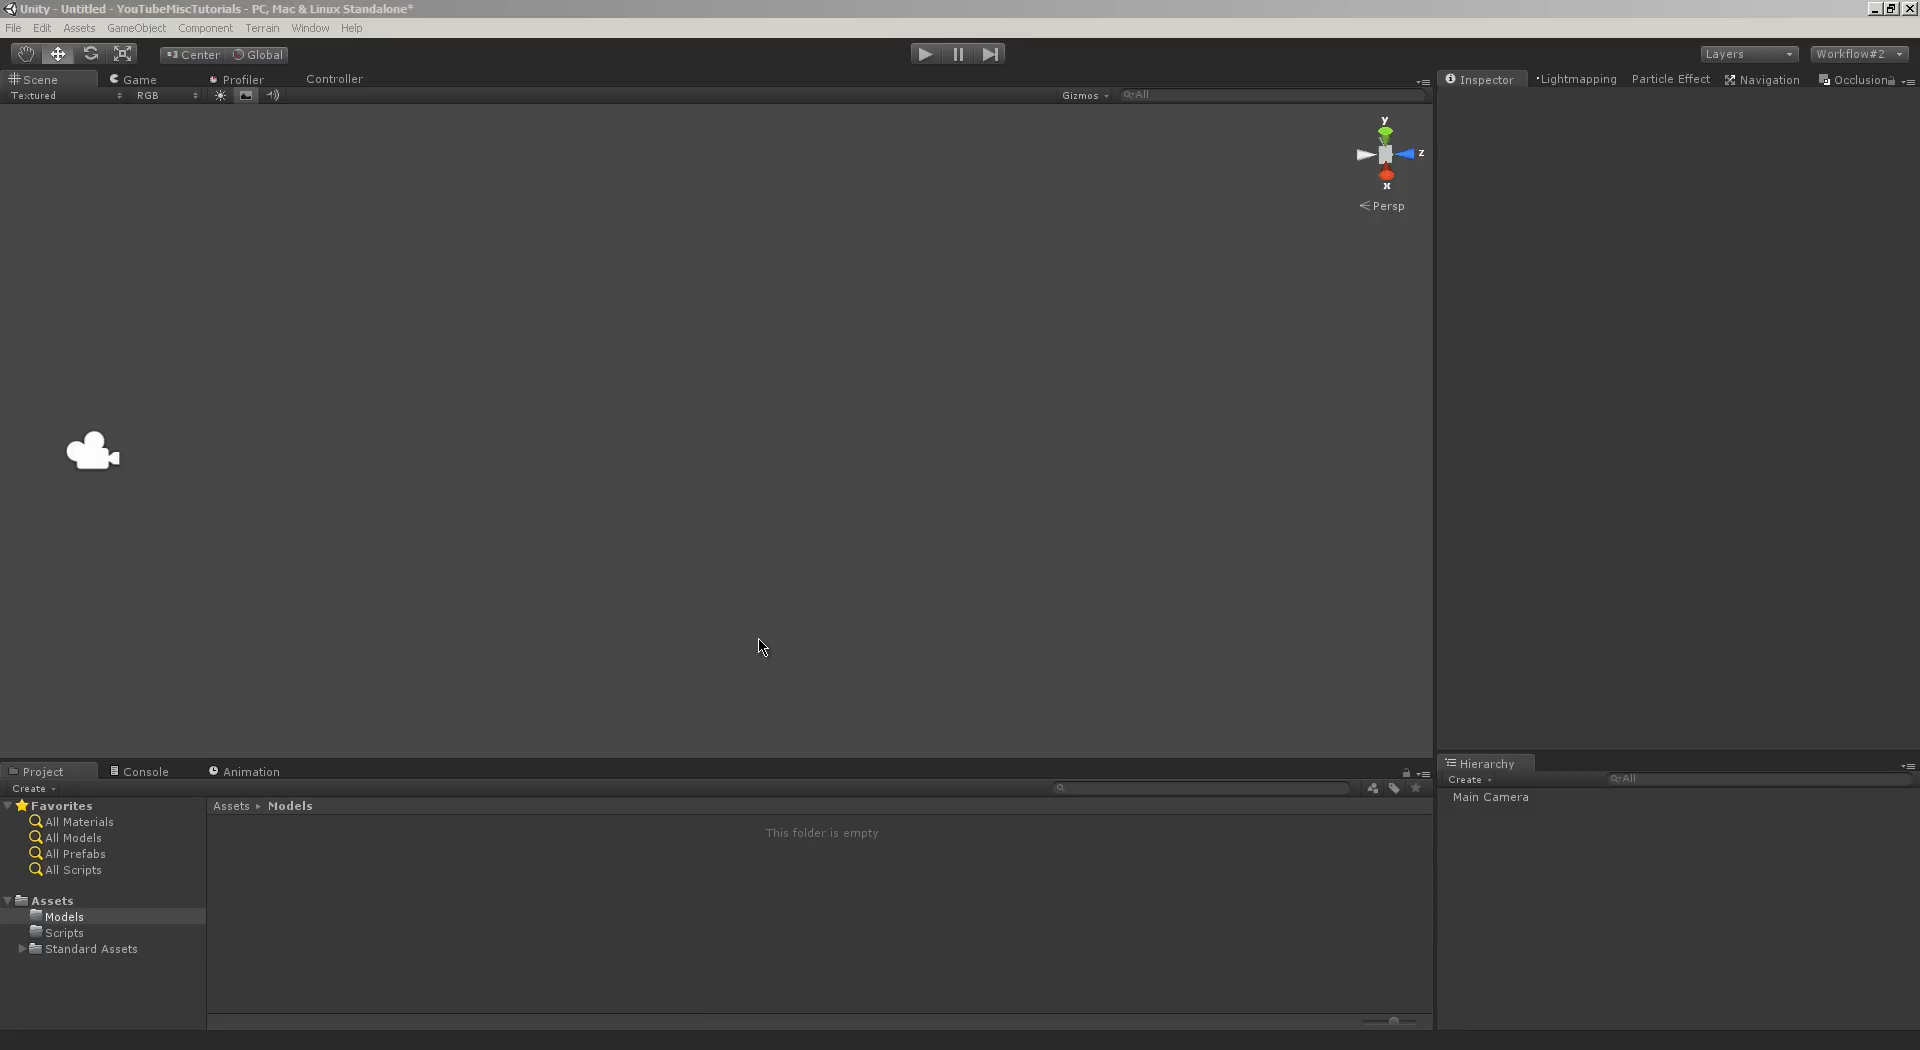 Unity - Untitled - YouTubeMiscTutorials - PC, Mac & Linux Standalone*
File Edit Assets GameObject Component Terrain Window Help
Center Global Layers Workflow#2
Scene Game Profiler Controller
Inspector Lightmapping Particle Effect Navigation Occlusion
Textured RGB Gizmos All
y
z
x
Persp
Project Console Animation
Create
Favorites
All Materials
All Models
All Prefabs
All Scripts
Assets
Models
Scripts
Standard Assets
Assets Models
This folder is empty
Hierarchy
Create All
Main Camera